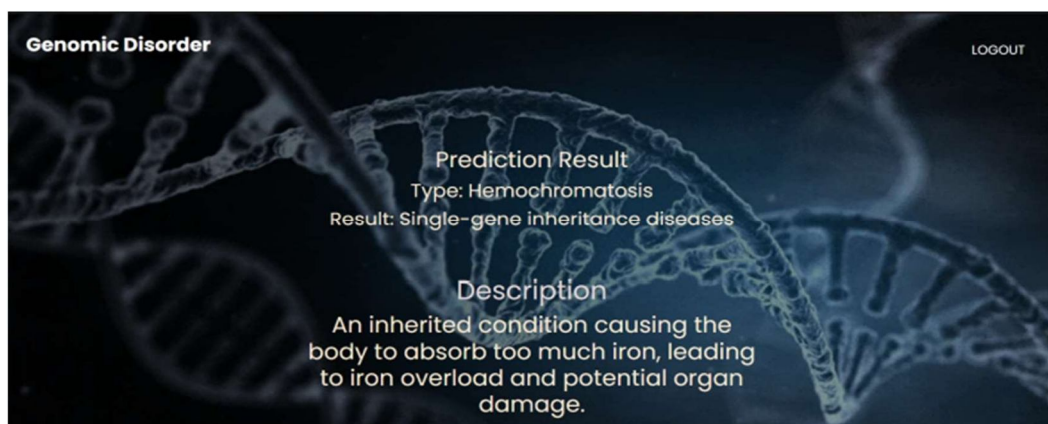 Genomic Disorder
LOGOUT
Prediction Result
Type: Hemochromatosis
Result: Single-gene inheritance diseases
Description
An inherited condition causing the
body to absorb too much iron, leading
to iron overload and potential organ
damage.